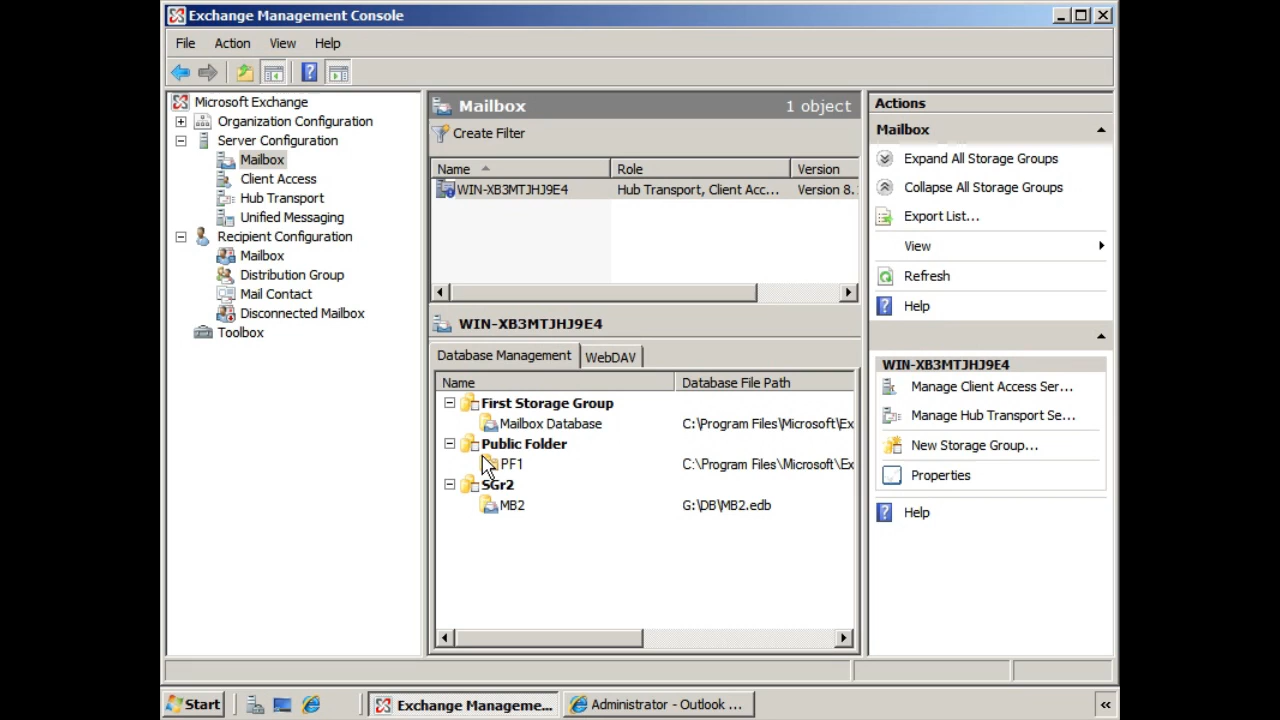 Exchange Management Console
File Action View Help
Microsoft Exchange
Organization Configuration
Server Configuration
Mailbox
Client Access
Hub Transport
Unified Messaging
Recipient Configuration
Mailbox
Distribution Group
Mail Contact
Disconnected Mailbox
Toolbox
Mailbox 1 object
Create Filter
Name Role Version
WIN-XB3MTJHJ9E4 Hub Transport, Client Acc... Version 8.
WIN-XB3MTJHJ9E4
Database Management WebDAV
Name Database File Path
First Storage Group
Mailbox Database C:\Program Files\Microsoft\Ex
Public Folder
PF1 C:\Program Files\Microsoft\Ex
SGr2
MB2 G:\DB\MB2.edb
Actions
Mailbox
Expand All Storage Groups
Collapse All Storage Groups
Export List...
View
Refresh
Help
WIN-XB3MTJHJ9E4
Manage Client Access Ser...
Manage Hub Transport Se...
New Storage Group...
Properties
Help
Start Exchange Manageme... Administrator - Outlook ... «